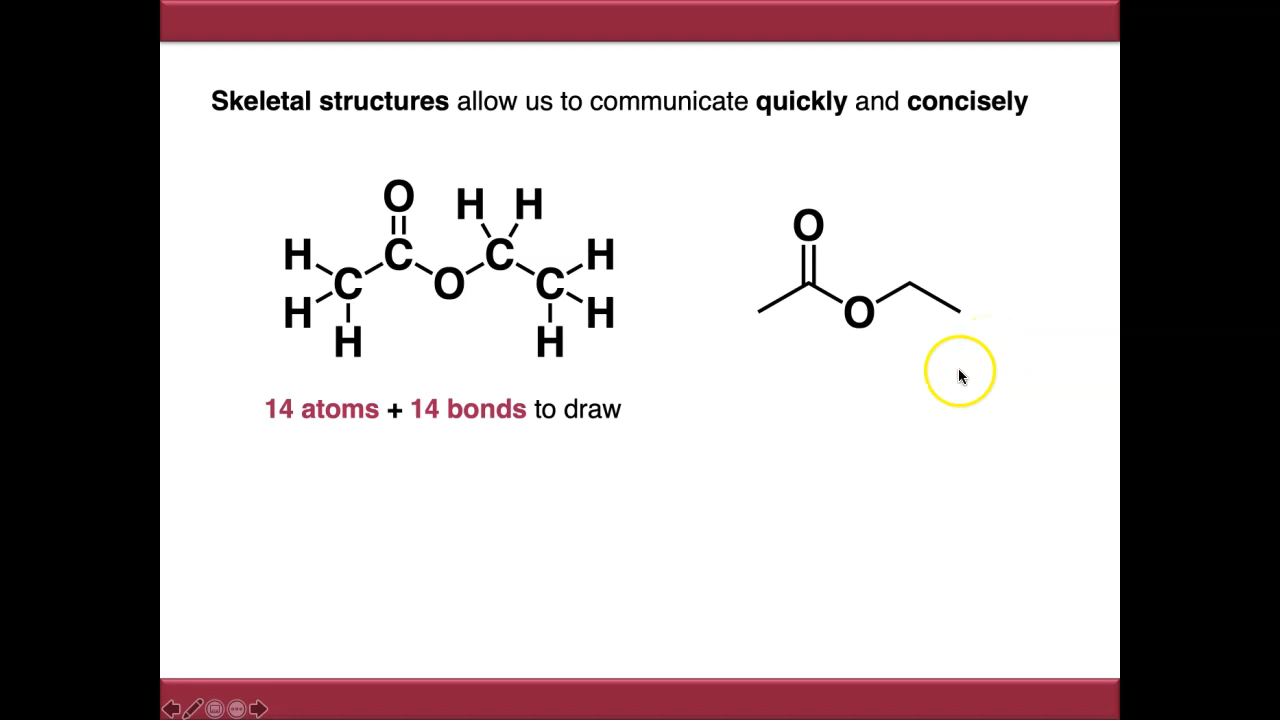 Skeletal structures allow us to communicate quickly and concisely
O H H
H C C O C C H
H H H H
O
O
14 atoms + 14 bonds to draw